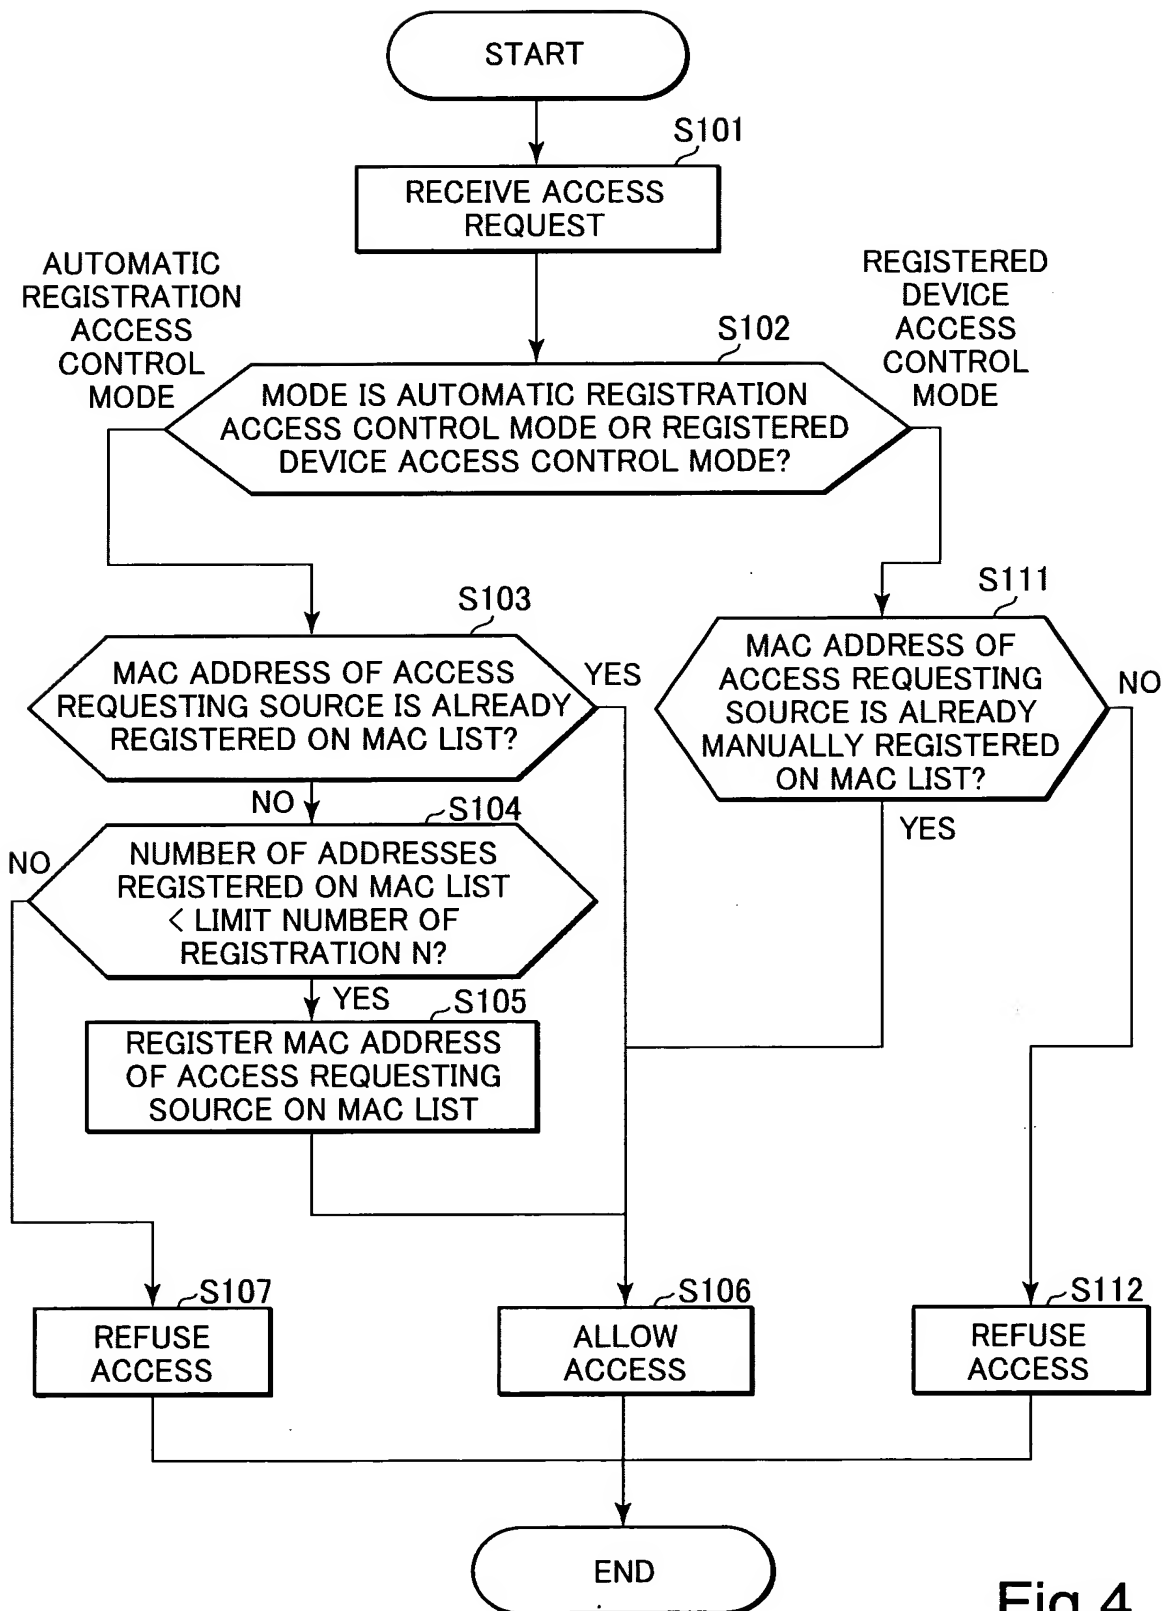 START
S101
RECEIVE ACCESS
REQUEST
AUTOMATIC
REGISTRATION
ACCESS
CONTROL
MODE
REGISTERED
DEVICE
ACCESS
CONTROL
MODE
S102
MODE IS AUTOMATIC REGISTRATION
ACCESS CONTROL MODE OR REGISTERED
DEVICE ACCESS CONTROL MODE?
S103
MAC ADDRESS OF ACCESS
REQUESTING SOURCE IS ALREADY
REGISTERED ON MAC LIST?
YES
S111
MAC ADDRESS OF
ACCESS REQUESTING
SOURCE IS ALREADY
MANUALLY REGISTERED
ON MAC LIST?
NO
YES
NO
S104
NO
NUMBER OF ADDRESSES
REGISTERED ON MAC LIST
< LIMIT NUMBER OF
REGISTRATION N?
YES
S105
REGISTER MAC ADDRESS
OF ACCESS REQUESTING
SOURCE ON MAC LIST
S107
REFUSE
ACCESS
S106
ALLOW
ACCESS
S112
REFUSE
ACCESS
END
Fig.4